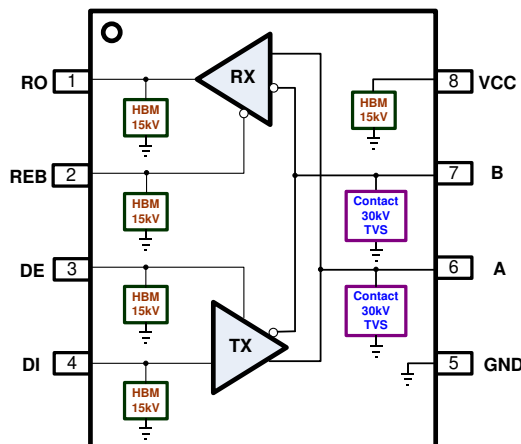 RO 1 RX 8 VCC
HBM
15kV
HBM
15kV
REB 2 7 B
HBM
15kV
Contact
30kV
TVS
DE 3 6 A
HBM
15kV
Contact
30kV
TVS
DI 4 TX 5 GND
HBM
15kV